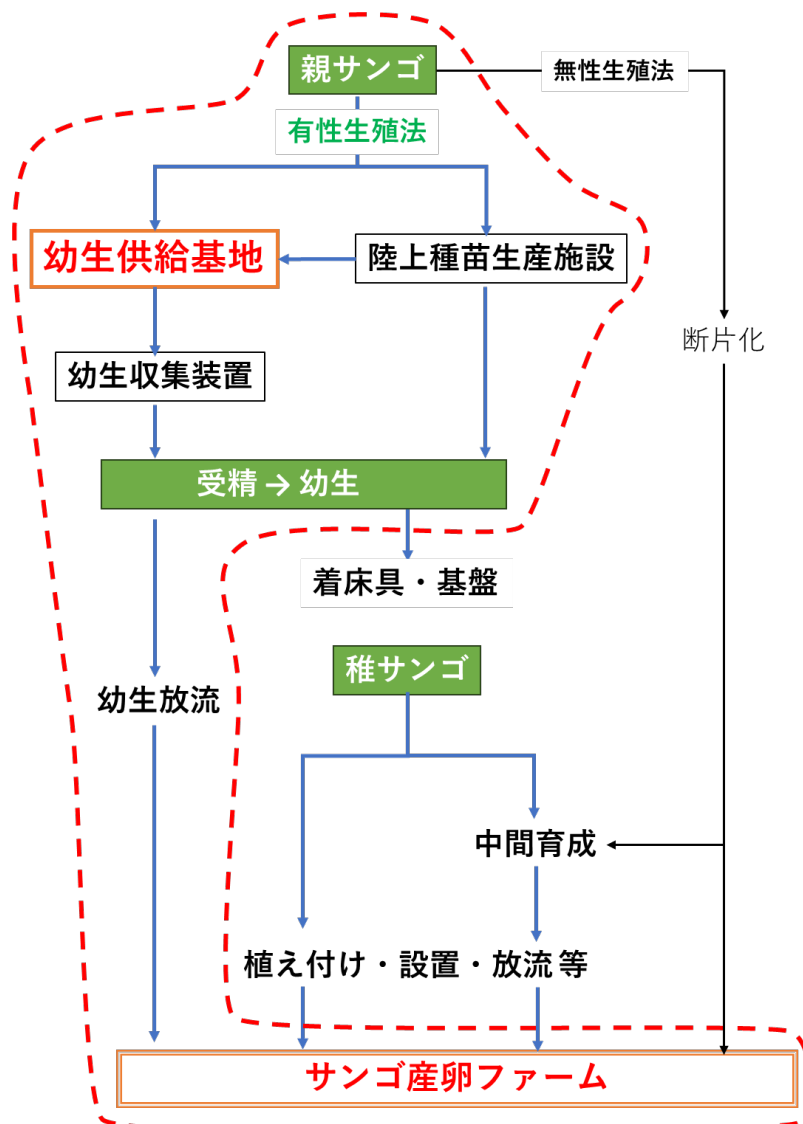 親サンゴ
無性生殖法
有性生殖法
幼生供給基地
陸上種苗生産施設
断片化
幼生収集装置
受精 → 幼生
着床具・基盤
稚サンゴ
幼生放流
中間育成
植え付け・設置・放流等
サンゴ産卵ファーム